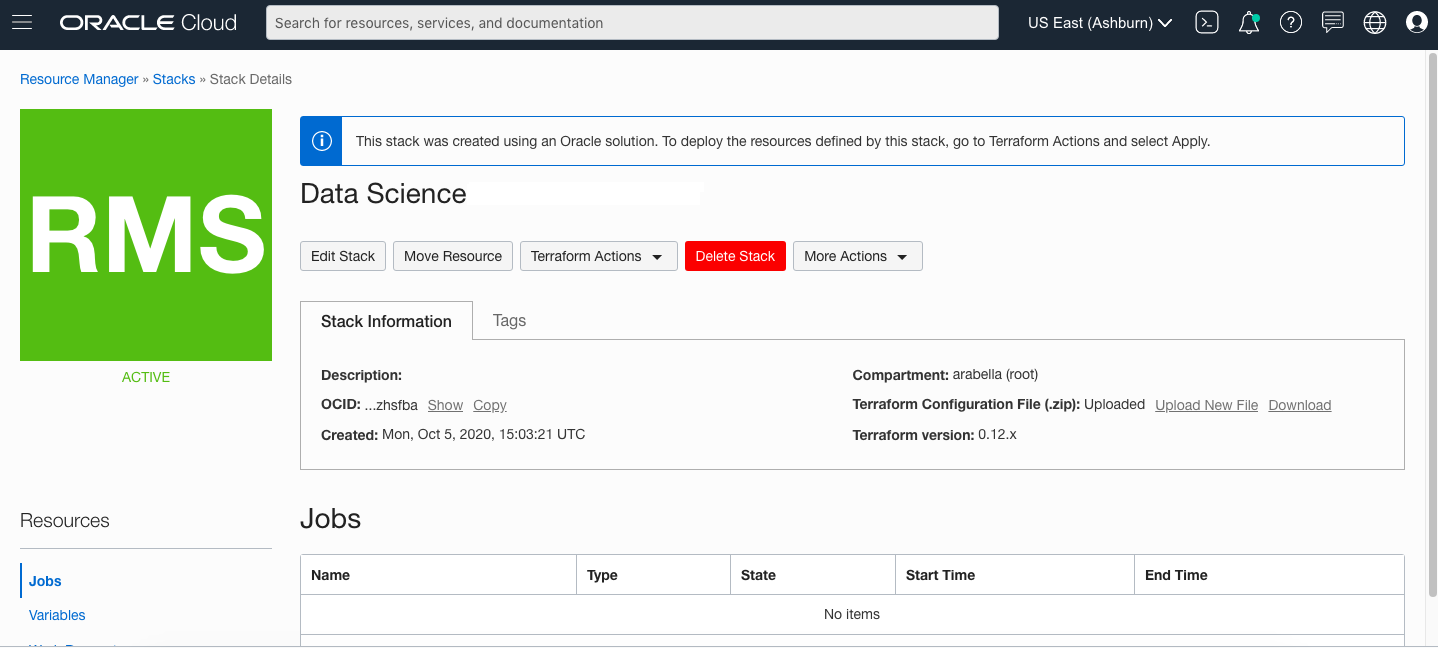 ORACLE Cloud
Search for resources, services, and documentation
US East (Ashburn)
Resource Manager » Stacks » Stack Details
RMS
ACTIVE
This stack was created using an Oracle solution. To deploy the resources defined by this stack, go to Terraform Actions and select Apply.
Data Science
Edit Stack Move Resource Terraform Actions Delete Stack More Actions
Stack Information Tags
Description:
OCID: ...zhsfba Show Copy
Created: Mon, Oct 5, 2020, 15:03:21 UTC
Compartment: arabella (root)
Terraform Configuration File (.zip): Uploaded Upload New File Download
Terraform version: 0.12.x
Resources
Jobs
Variables
Jobs
Name Type State Start Time End Time
No items